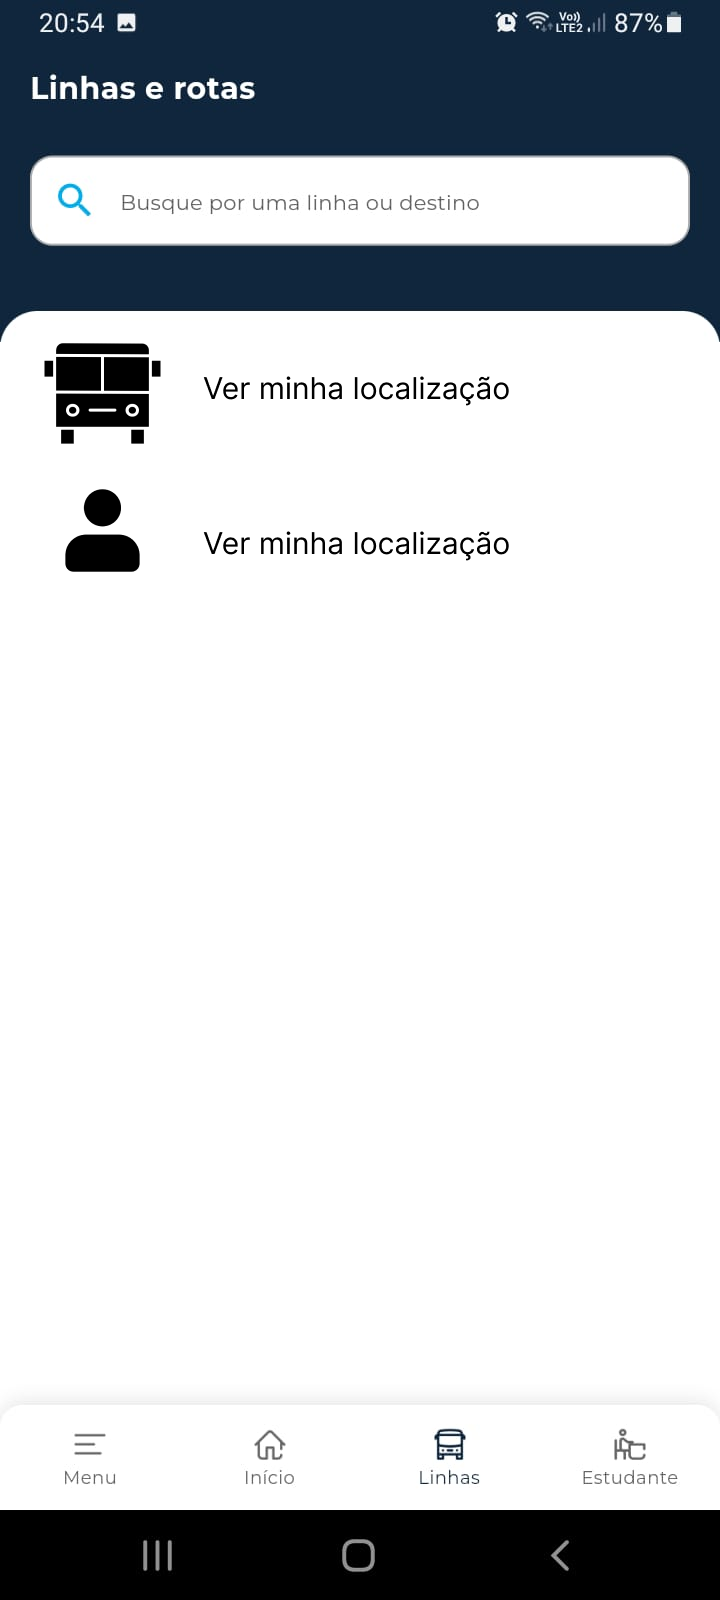 20:54 Vo)) LTE2 87%
Linhas e rotas
Busque por uma linha ou destino
Ver minha localização
Ver minha localização
Menu Início Linhas Estudante